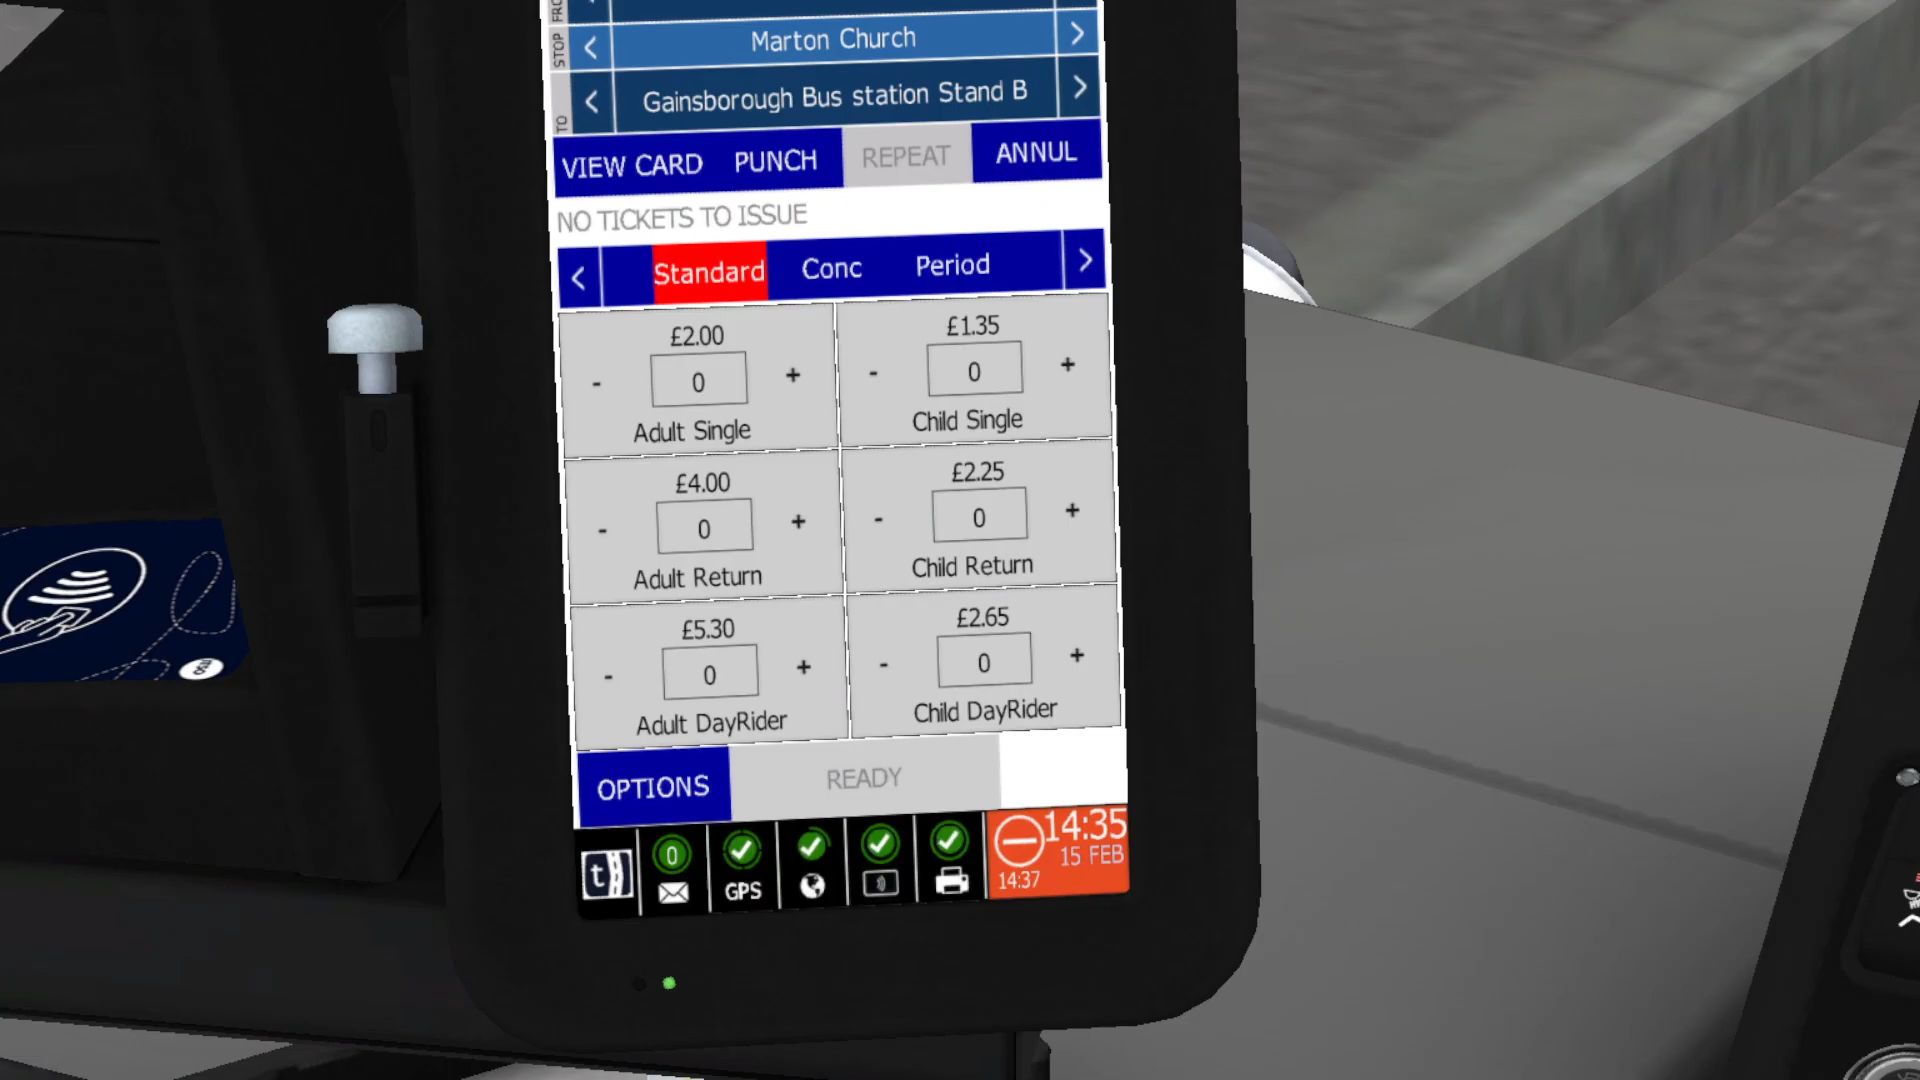 FRO
STOP
Marton Church
TO
Gainsborough Bus station Stand B
VIEW CARD PUNCH REPEAT ANNUL
NO TICKETS TO ISSUE
< Standard Conc Period >
£2.00 £1.35
- 0 + - 0 +
Adult Single Child Single
£4.00 £2.25
- 0 + - 0 +
Adult Return Child Return
£5.30 £2.65
- 0 + - 0 +
Adult DayRider Child DayRider
OPTIONS READY
t 0 GPS 14:35
15 FEB
14:37